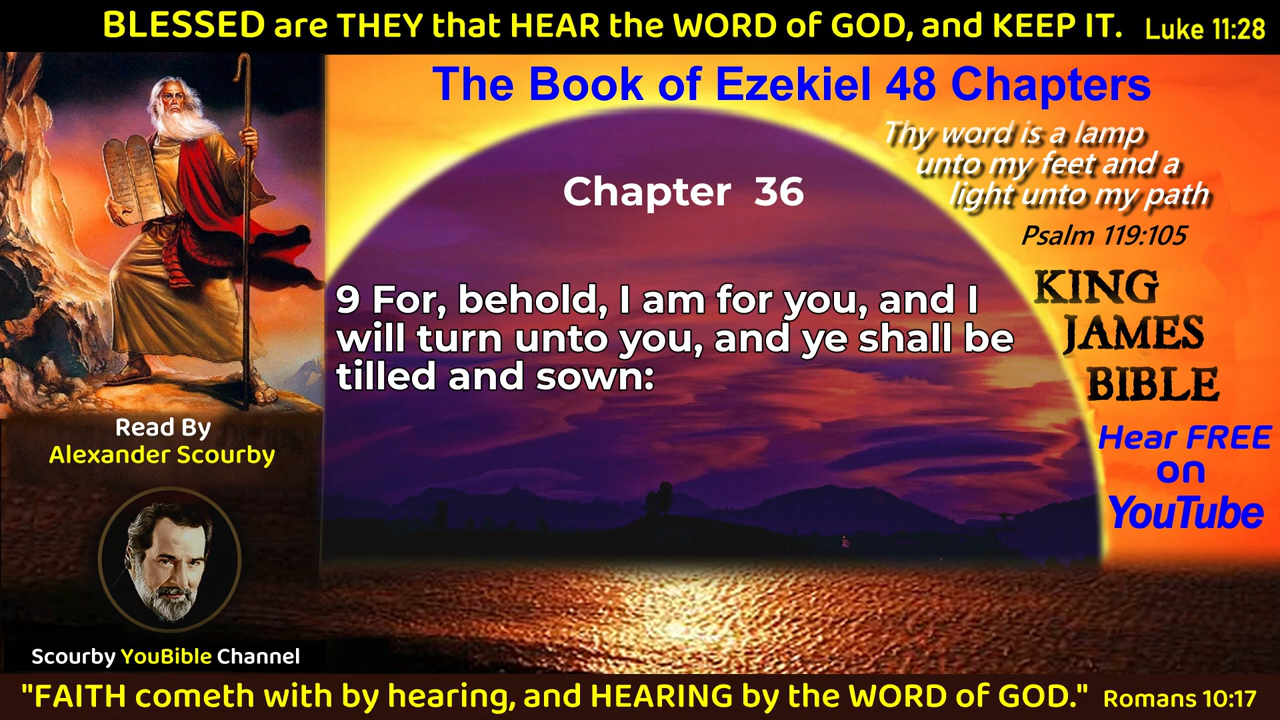 BLESSED are THEY that HEAR the WORD of GOD, and KEEP IT. Luke 11:28
The Book of Ezekiel 48 Chapters
Thy word is a lamp
unto my feet and a
light unto my path
Psalm 119:105
Chapter 36
9 For, behold, I am for you, and I
will turn unto you, and ye shall be
tilled and sown:
KING
JAMES
BIBLE
Hear FREE
on
YouTube
Read By
Alexander Scourby
Scourby YouBible Channel
"FAITH cometh with by hearing, and HEARING by the WORD of GOD." Romans 10:17